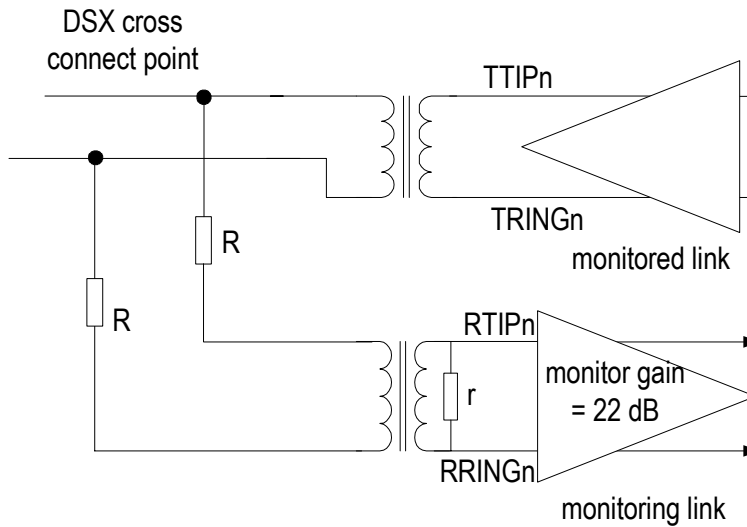 DSX cross
connect point
TTIPn
TRINGn
monitored link
R
R
RTIPn
monitor gain
= 22 dB
r
RRINGn
monitoring link